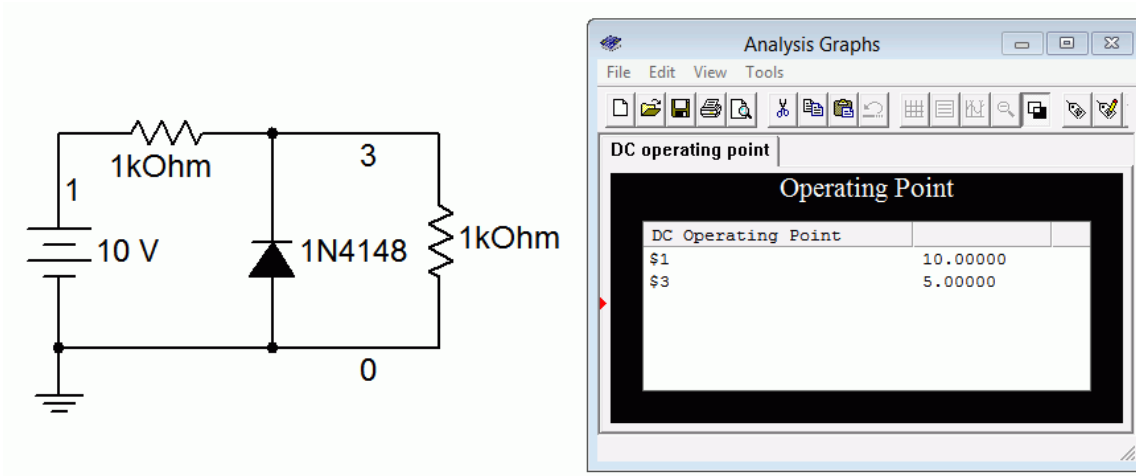 1kOhm
3
1
10 V
1N4148
1kOhm
0
Analysis Graphs
File Edit View Tools
DC operating point
Operating Point
DC Operating Point
$1 10.00000
$3 5.00000